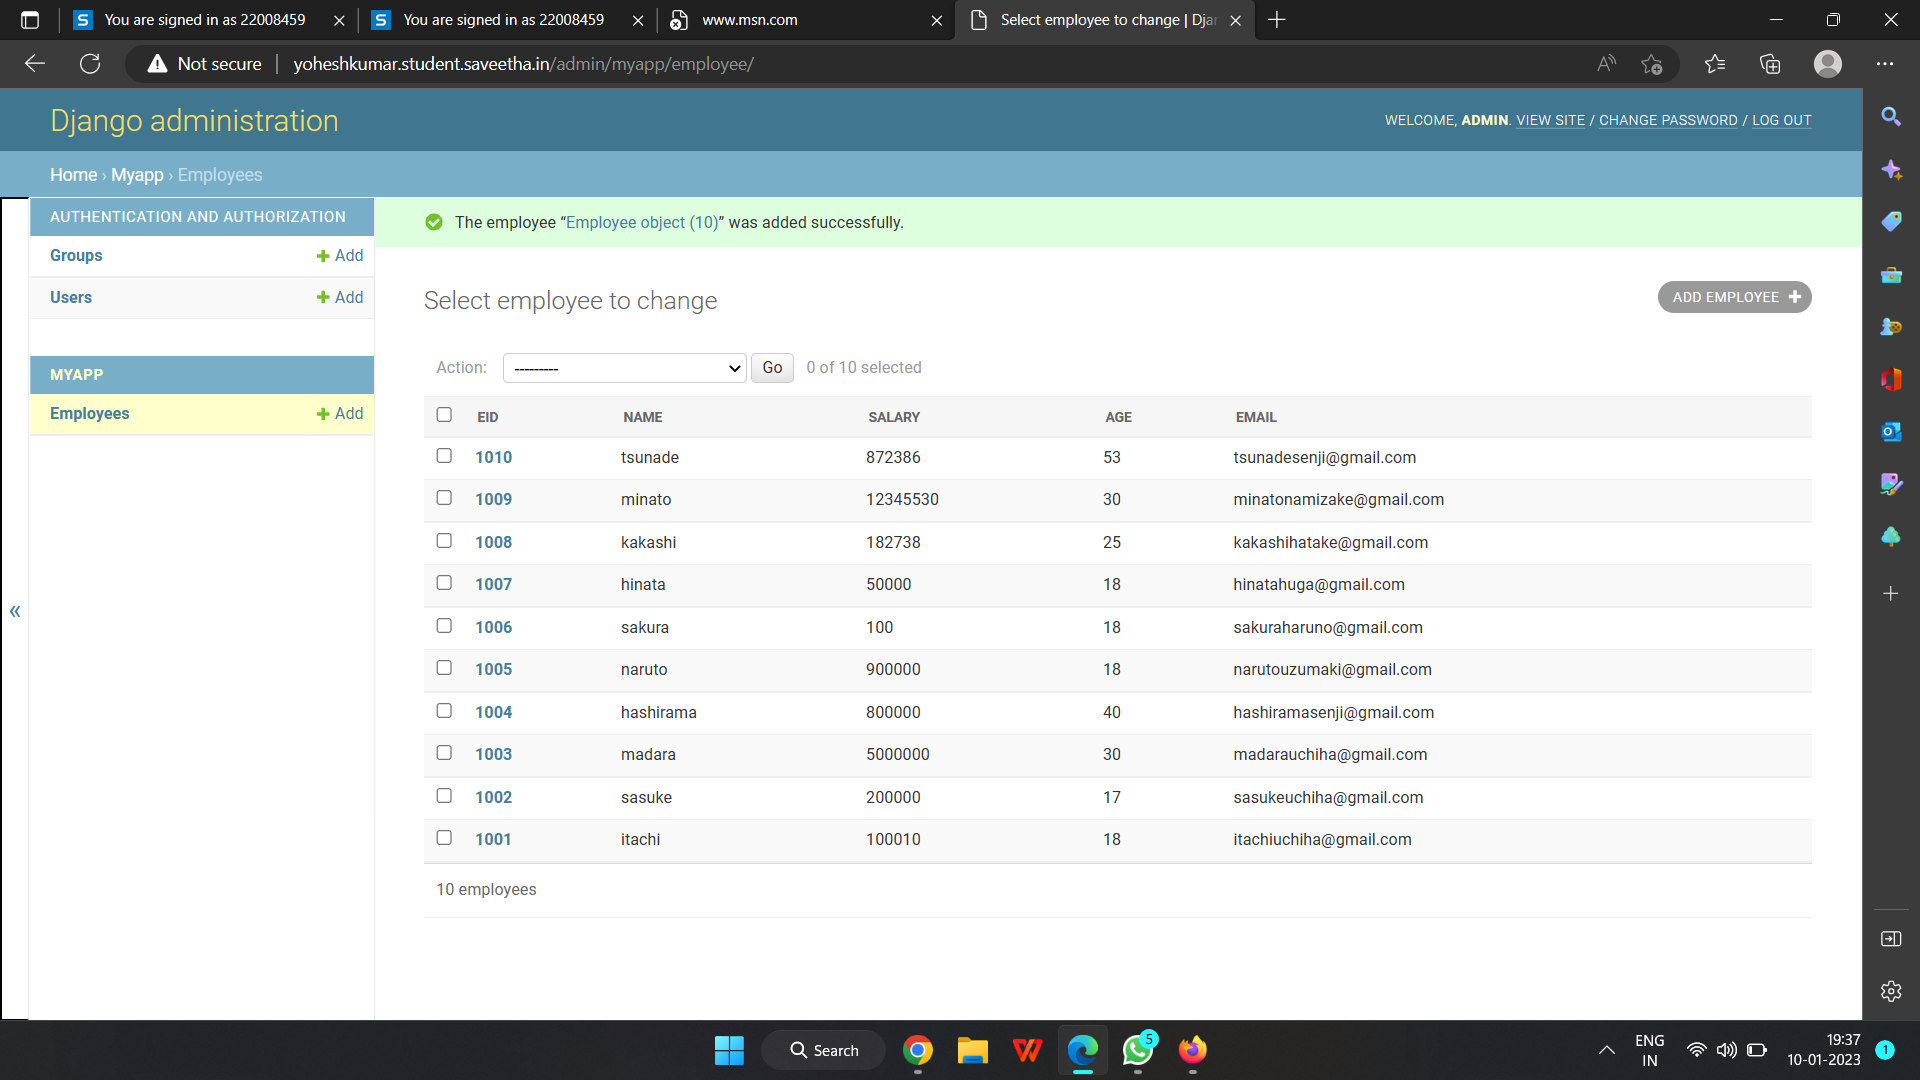 You are signed in as 22008459
You are signed in as 22008459
www.msn.com
Select employee to change | Djan
Not secure
yoheshkumar.student.saveetha.in/admin/myapp/employee/
Django administration
WELCOME, ADMIN. VIEW SITE / CHANGE PASSWORD / LOG OUT
Home › Myapp › Employees
AUTHENTICATION AND AUTHORIZATION
Groups + Add
Users + Add
MYAPP
Employees + Add
«
The employee “Employee object (10)” was added successfully.
Select employee to change
ADD EMPLOYEE +
Action: --------- Go 0 of 10 selected
EID NAME SALARY AGE EMAIL
1010 tsunade 872386 53 tsunadesenji@gmail.com
1009 minato 12345530 30 minatonamizake@gmail.com
1008 kakashi 182738 25 kakashihatake@gmail.com
1007 hinata 50000 18 hinatahuga@gmail.com
1006 sakura 100 18 sakuraharuno@gmail.com
1005 naruto 900000 18 narutouzumaki@gmail.com
1004 hashirama 800000 40 hashiramasenji@gmail.com
1003 madara 5000000 30 madarauchiha@gmail.com
1002 sasuke 200000 17 sasukeuchiha@gmail.com
1001 itachi 100010 18 itachiuchiha@gmail.com
10 employees
Search
5
ENG
IN
19:37
10-01-2023
1